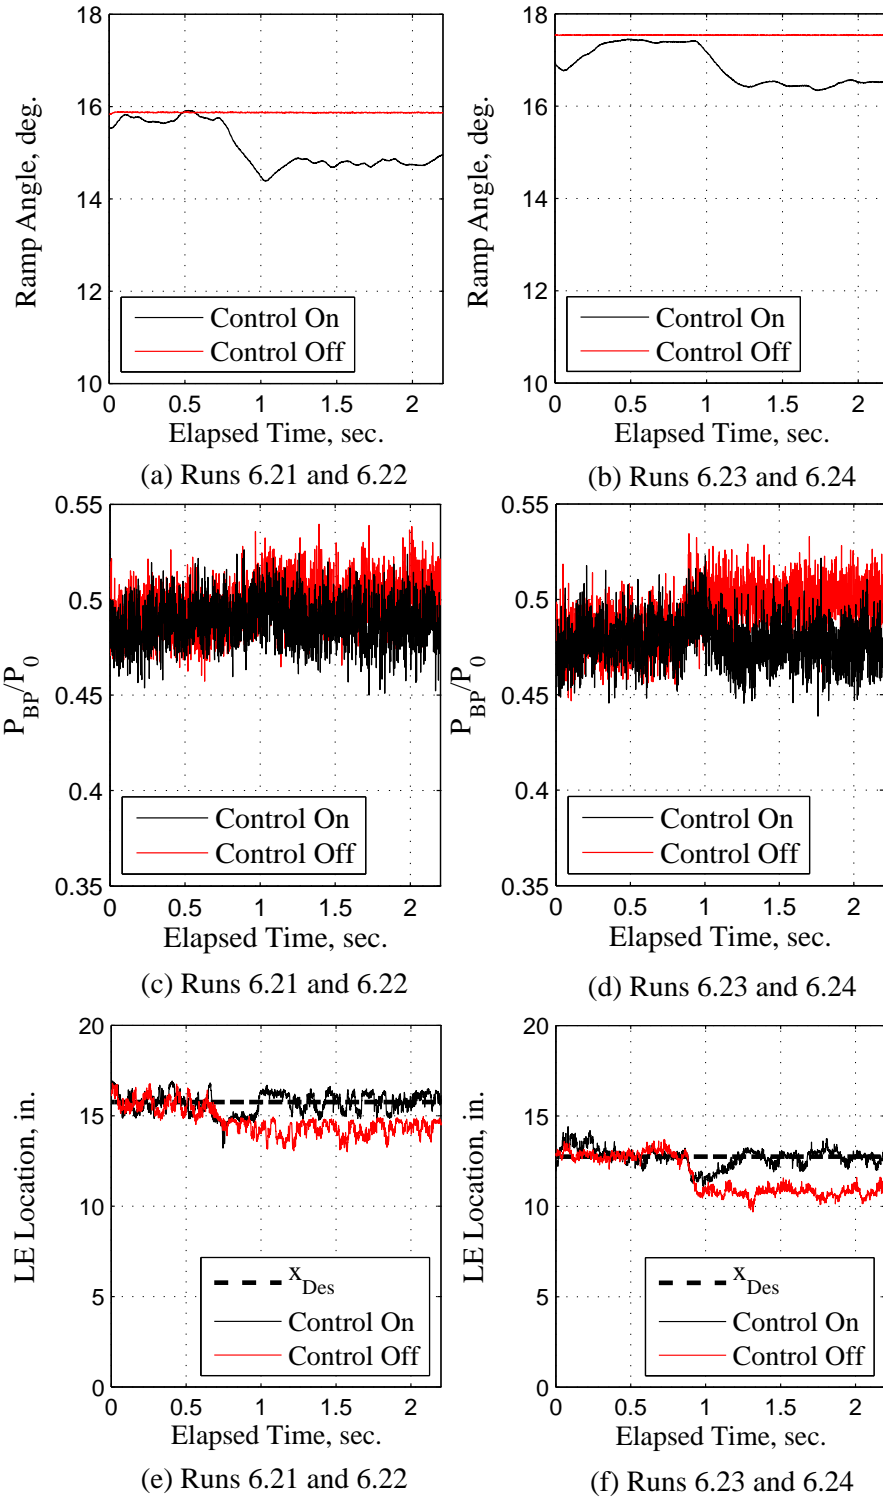 18
16
14
12
10
0
0.5
1
1.5
2
Ramp Angle, deg.
Elapsed Time, sec.
Control On
Control Off
(a) Runs 6.21 and 6.22
18
16
14
12
10
0
0.5
1
1.5
2
Ramp Angle, deg.
Elapsed Time, sec.
Control On
Control Off
(b) Runs 6.23 and 6.24
0.55
0.5
0.45
0.4
0.35
0
0.5
1
1.5
2
P_BP/P_0
Elapsed Time, sec.
Control On
Control Off
(c) Runs 6.21 and 6.22
0.55
0.5
0.45
0.4
0.35
0
0.5
1
1.5
2
P_BP/P_0
Elapsed Time, sec.
Control On
Control Off
(d) Runs 6.23 and 6.24
20
15
10
5
0
0
0.5
1
1.5
2
LE Location, in.
Elapsed Time, sec.
x_Des
Control On
Control Off
(e) Runs 6.21 and 6.22
20
15
10
5
0
0
0.5
1
1.5
2
LE Location, in.
Elapsed Time, sec.
x_Des
Control On
Control Off
(f) Runs 6.23 and 6.24